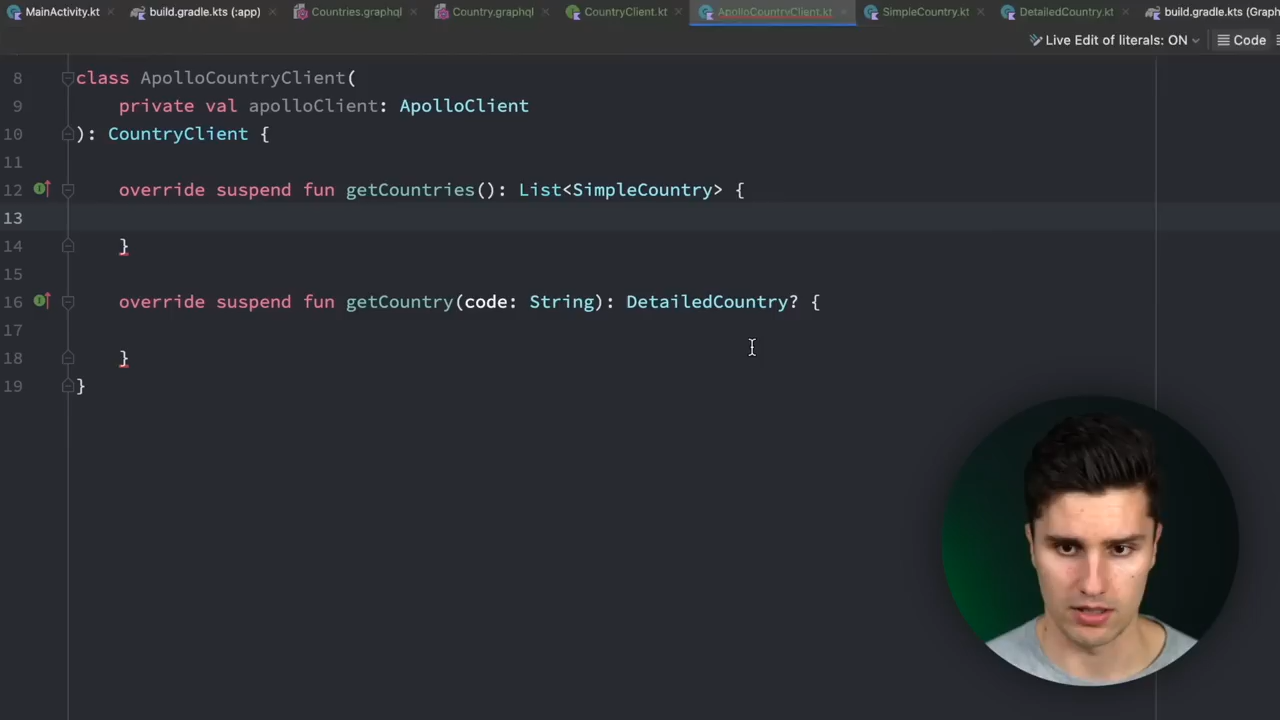 MainActivity.kt build.gradle.kts (:app) Countries.graphql Country.graphql CountryClient.kt ApolloCountryClient.kt SimpleCountry.kt DetailedCountry.kt build.gradle.kts (Graph
Live Edit of literals: ON Code
8 class ApolloCountryClient(
9 private val apolloClient: ApolloClient
10 ): CountryClient {
11
12 override suspend fun getCountries(): List<SimpleCountry> {
13
14 }
15
16 override suspend fun getCountry(code: String): DetailedCountry? {
17
18 }
19 }